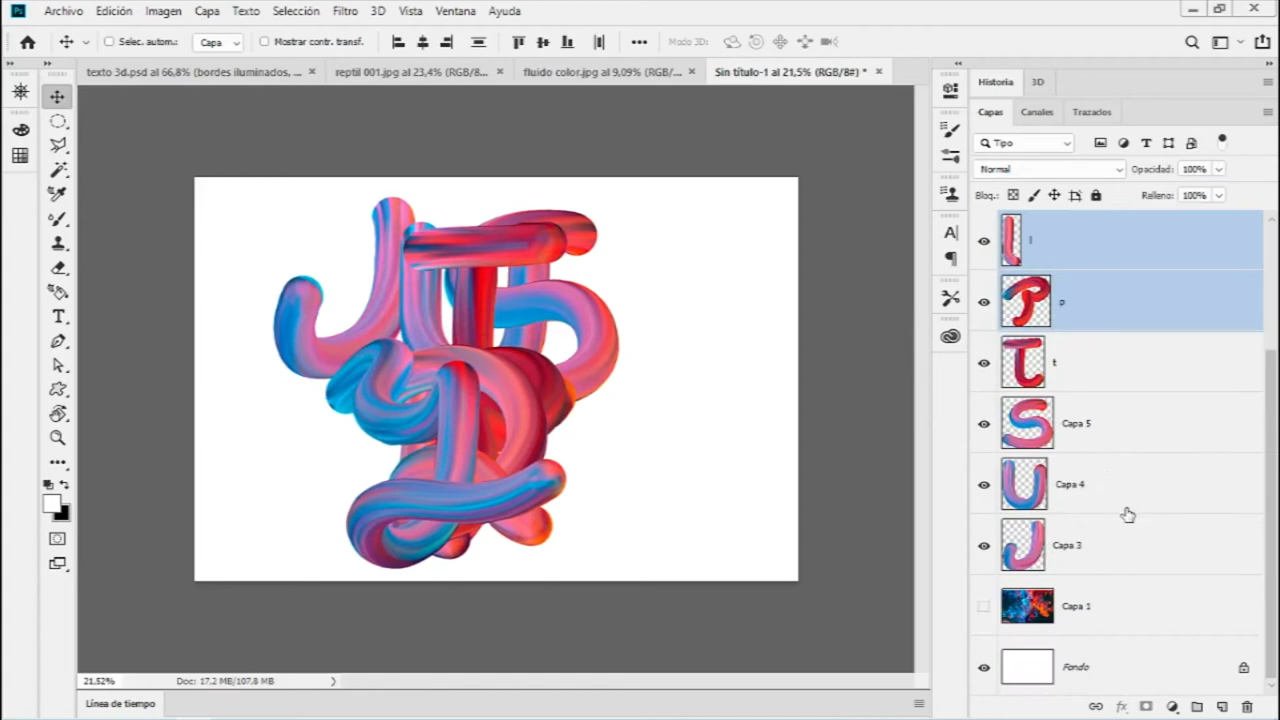 Ps Archivo Edición Imagen Capa Texto Selección Filtro 3D Vista Ventana Ayuda
Selec. autom.: Capa Mostrar contr. transf. Modo 3D:
texto 3d.psd al 66,8% (bordes iluminados, ... × reptil 001.jpg al 23,4% (RGB/8... × fluido color.jpg al 9,09% (RGB/... × Sin título-1 al 21,5% (RGB/8#) * ×
Historia 3D
Capas Canales Trazados
Tipo
Normal Opacidad: 100%
Bloq.: Relleno: 100%
l
p
t
Capa 5
Capa 4
Capa 3
Capa 1
Fondo
21.52% Doc: 17,2 MB/107,8 MB
Línea de tiempo